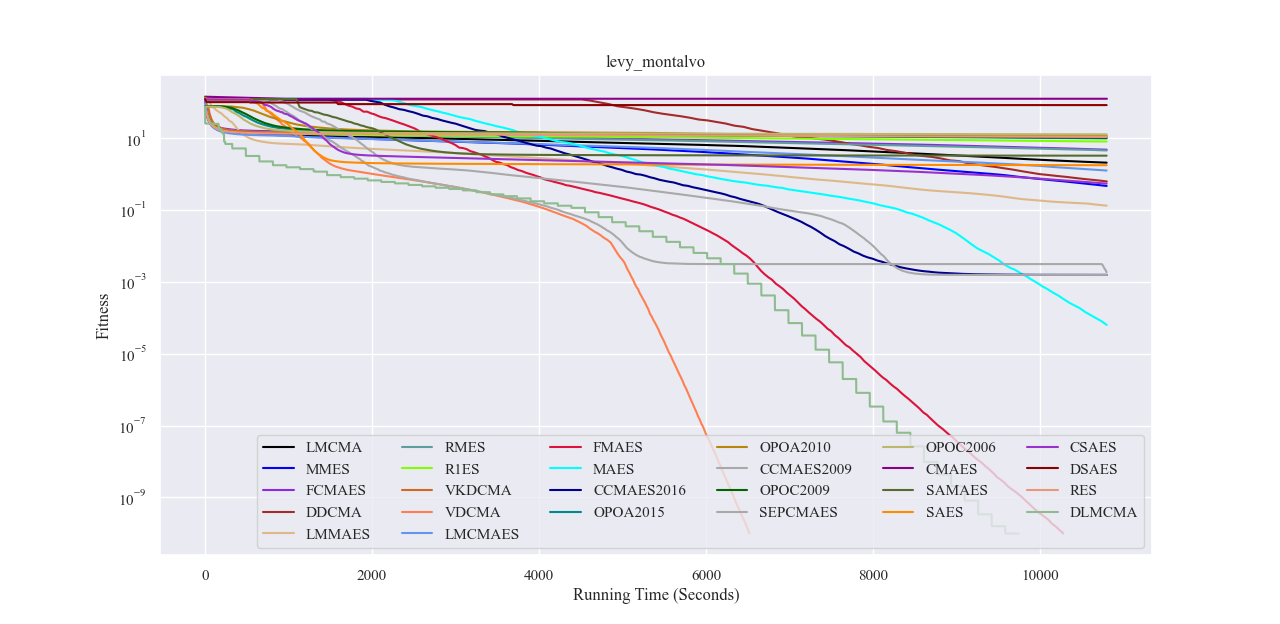 levy_montalvo
Fitness
10^1
10^-1
10^-3
10^-5
10^-7
10^-9
LMCMA RMES FMAES OPOA2010 OPOC2006 CSAES
MMES R1ES MAES CCMAES2009 CMAES DSAES
FCMAES VKDCMA CCMAES2016 OPOC2009 SAMAES RES
DDCMA VDCMA OPOA2015 SEPCMAES SAES DLMCMA
LMMAES LMCMAES
0 2000 4000 6000 8000 10000
Running Time (Seconds)